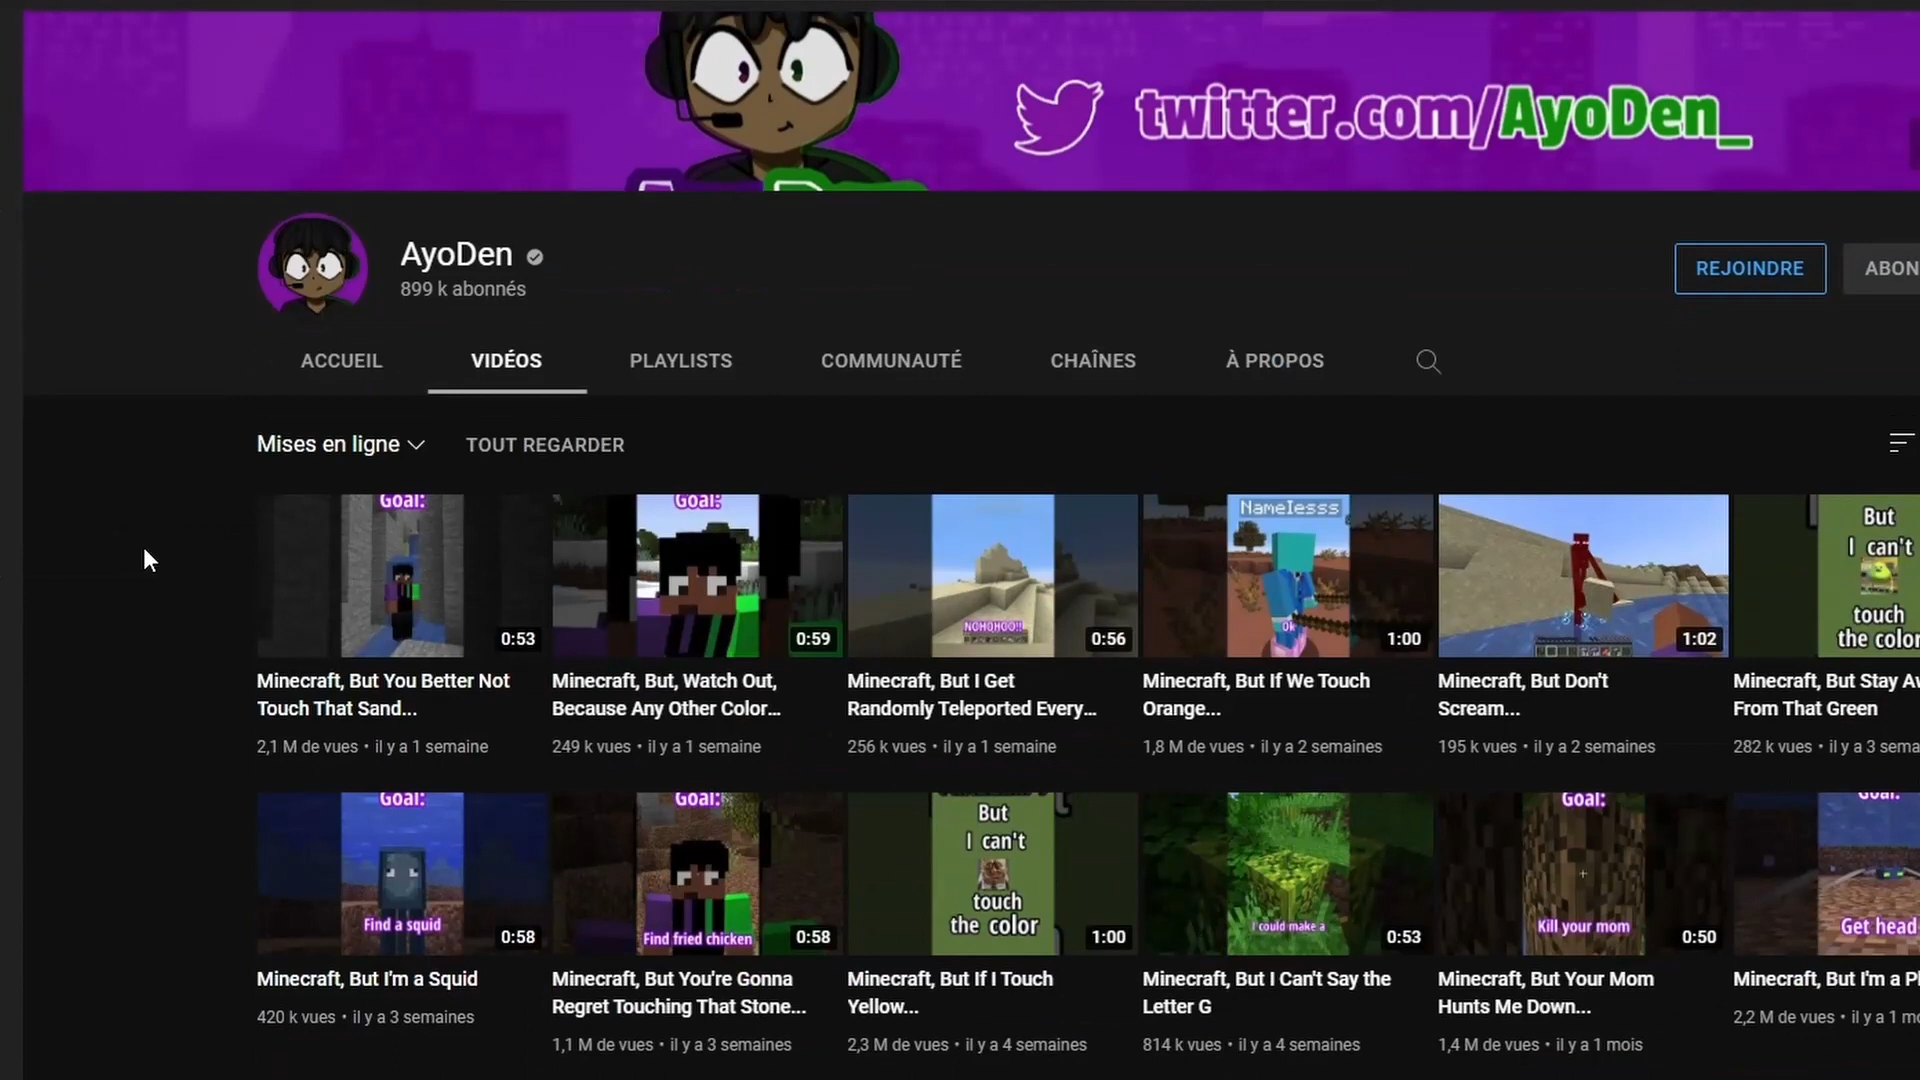 twitter.com/AyoDen_
AyoDen
899 k abonnés
REJOINDRE
ABON
ACCUEIL
VIDÉOS
PLAYLISTS
COMMUNAUTÉ
CHAÎNES
À PROPOS
Mises en ligne
TOUT REGARDER
Goal:
0:53
Goal:
0:59
NOHOHOO!!
0:56
NameIesss
Ok
1:00
1:02
But
I can't
touch
the color
Minecraft, But You Better Not
Touch That Sand...
2,1 M de vues • il y a 1 semaine
Minecraft, But, Watch Out,
Because Any Other Color...
249 k vues • il y a 1 semaine
Minecraft, But I Get
Randomly Teleported Every...
256 k vues • il y a 1 semaine
Minecraft, But If We Touch
Orange...
1,8 M de vues • il y a 2 semaines
Minecraft, But Don't
Scream...
195 k vues • il y a 2 semaines
Minecraft, But Stay Aw
From That Green
282 k vues • il y a 3 sema
Goal:
Find a squid
0:58
Goal:
Find fried chicken
0:58
But
I can't
touch
the color
1:00
I could make a
0:53
Goal:
Kill your mom
0:50
Goal:
Get head
Minecraft, But I'm a Squid
420 k vues • il y a 3 semaines
Minecraft, But You're Gonna
Regret Touching That Stone...
1,1 M de vues • il y a 3 semaines
Minecraft, But If I Touch
Yellow...
2,3 M de vues • il y a 4 semaines
Minecraft, But I Can't Say the
Letter G
814 k vues • il y a 4 semaines
Minecraft, But Your Mom
Hunts Me Down...
1,4 M de vues • il y a 1 mois
Minecraft, But I'm a Pl
2,2 M de vues • il y a 1 mo